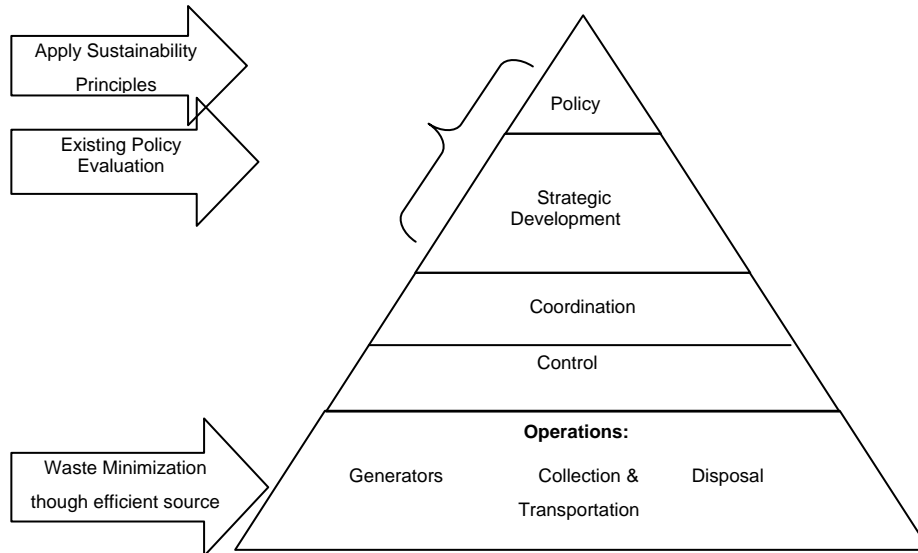 Apply Sustainability
Principles
Existing Policy
Evaluation
Policy
Strategic
Development
Coordination
Control
Operations:
Generators
Collection &
Transportation
Disposal
Waste Minimization
though efficient source